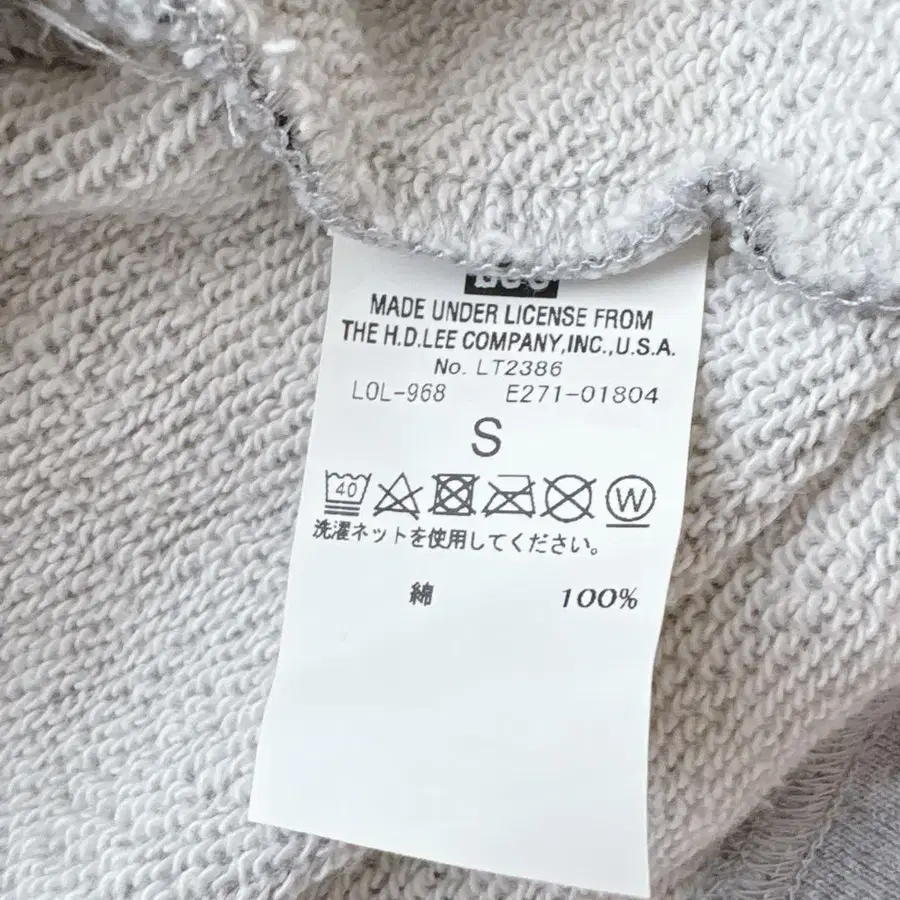 MADE UNDER LICENSE FROM
THE H.D.LEE COMPANY,INC.,U.S.A.
No. LT2386
LOL-968 E271-01804
S
40 W
洗濯ネットを使用してください。
綿 100%